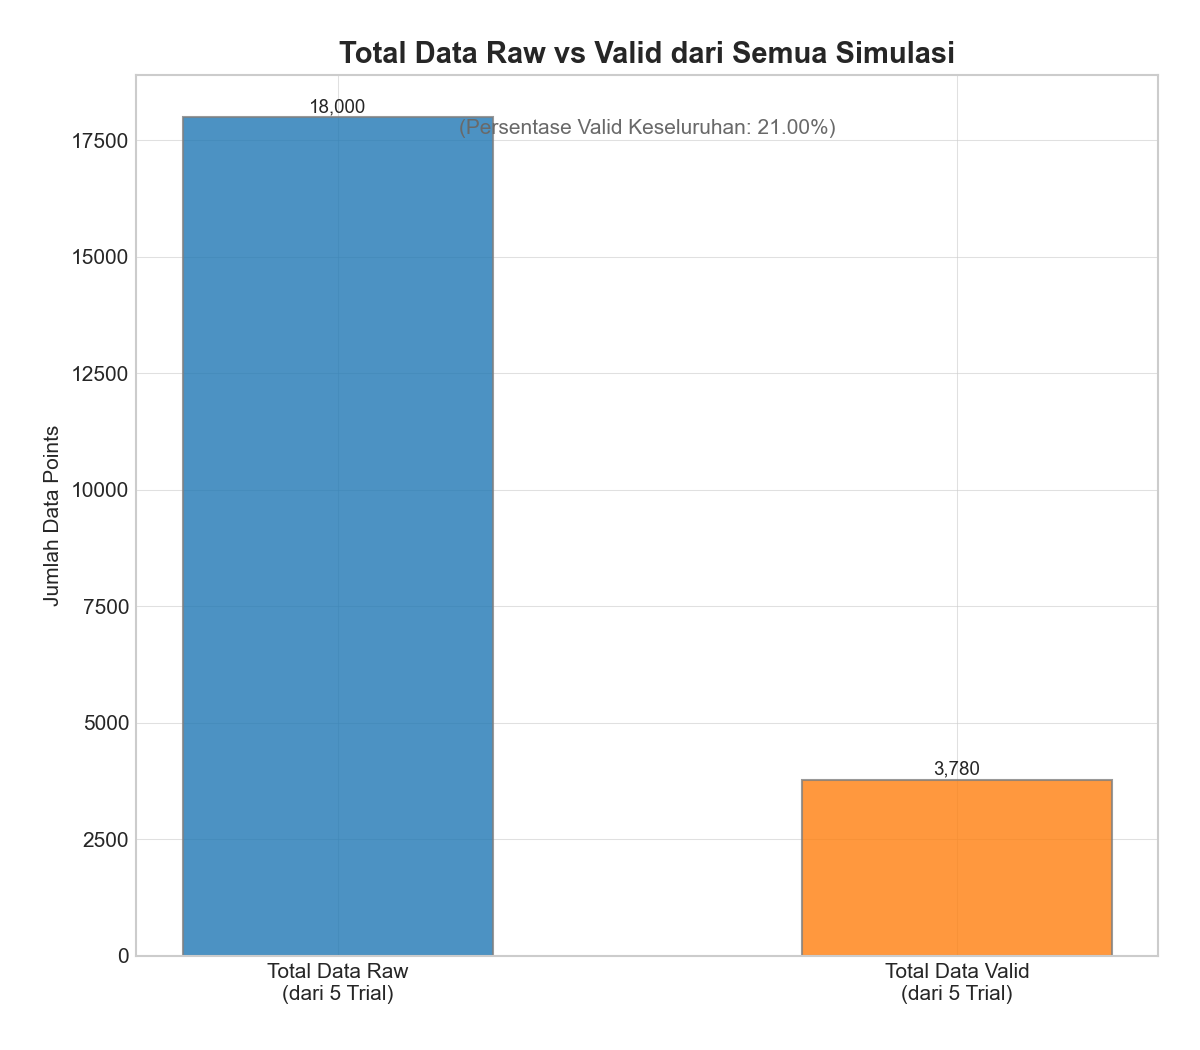 Total Data Raw vs Valid dari Semua Simulasi
18,000
(Persentase Valid Keseluruhan: 21.00%)
17500
15000
12500
10000
7500
5000
2500
0
Jumlah Data Points
3,780
Total Data Raw
(dari 5 Trial)
Total Data Valid
(dari 5 Trial)